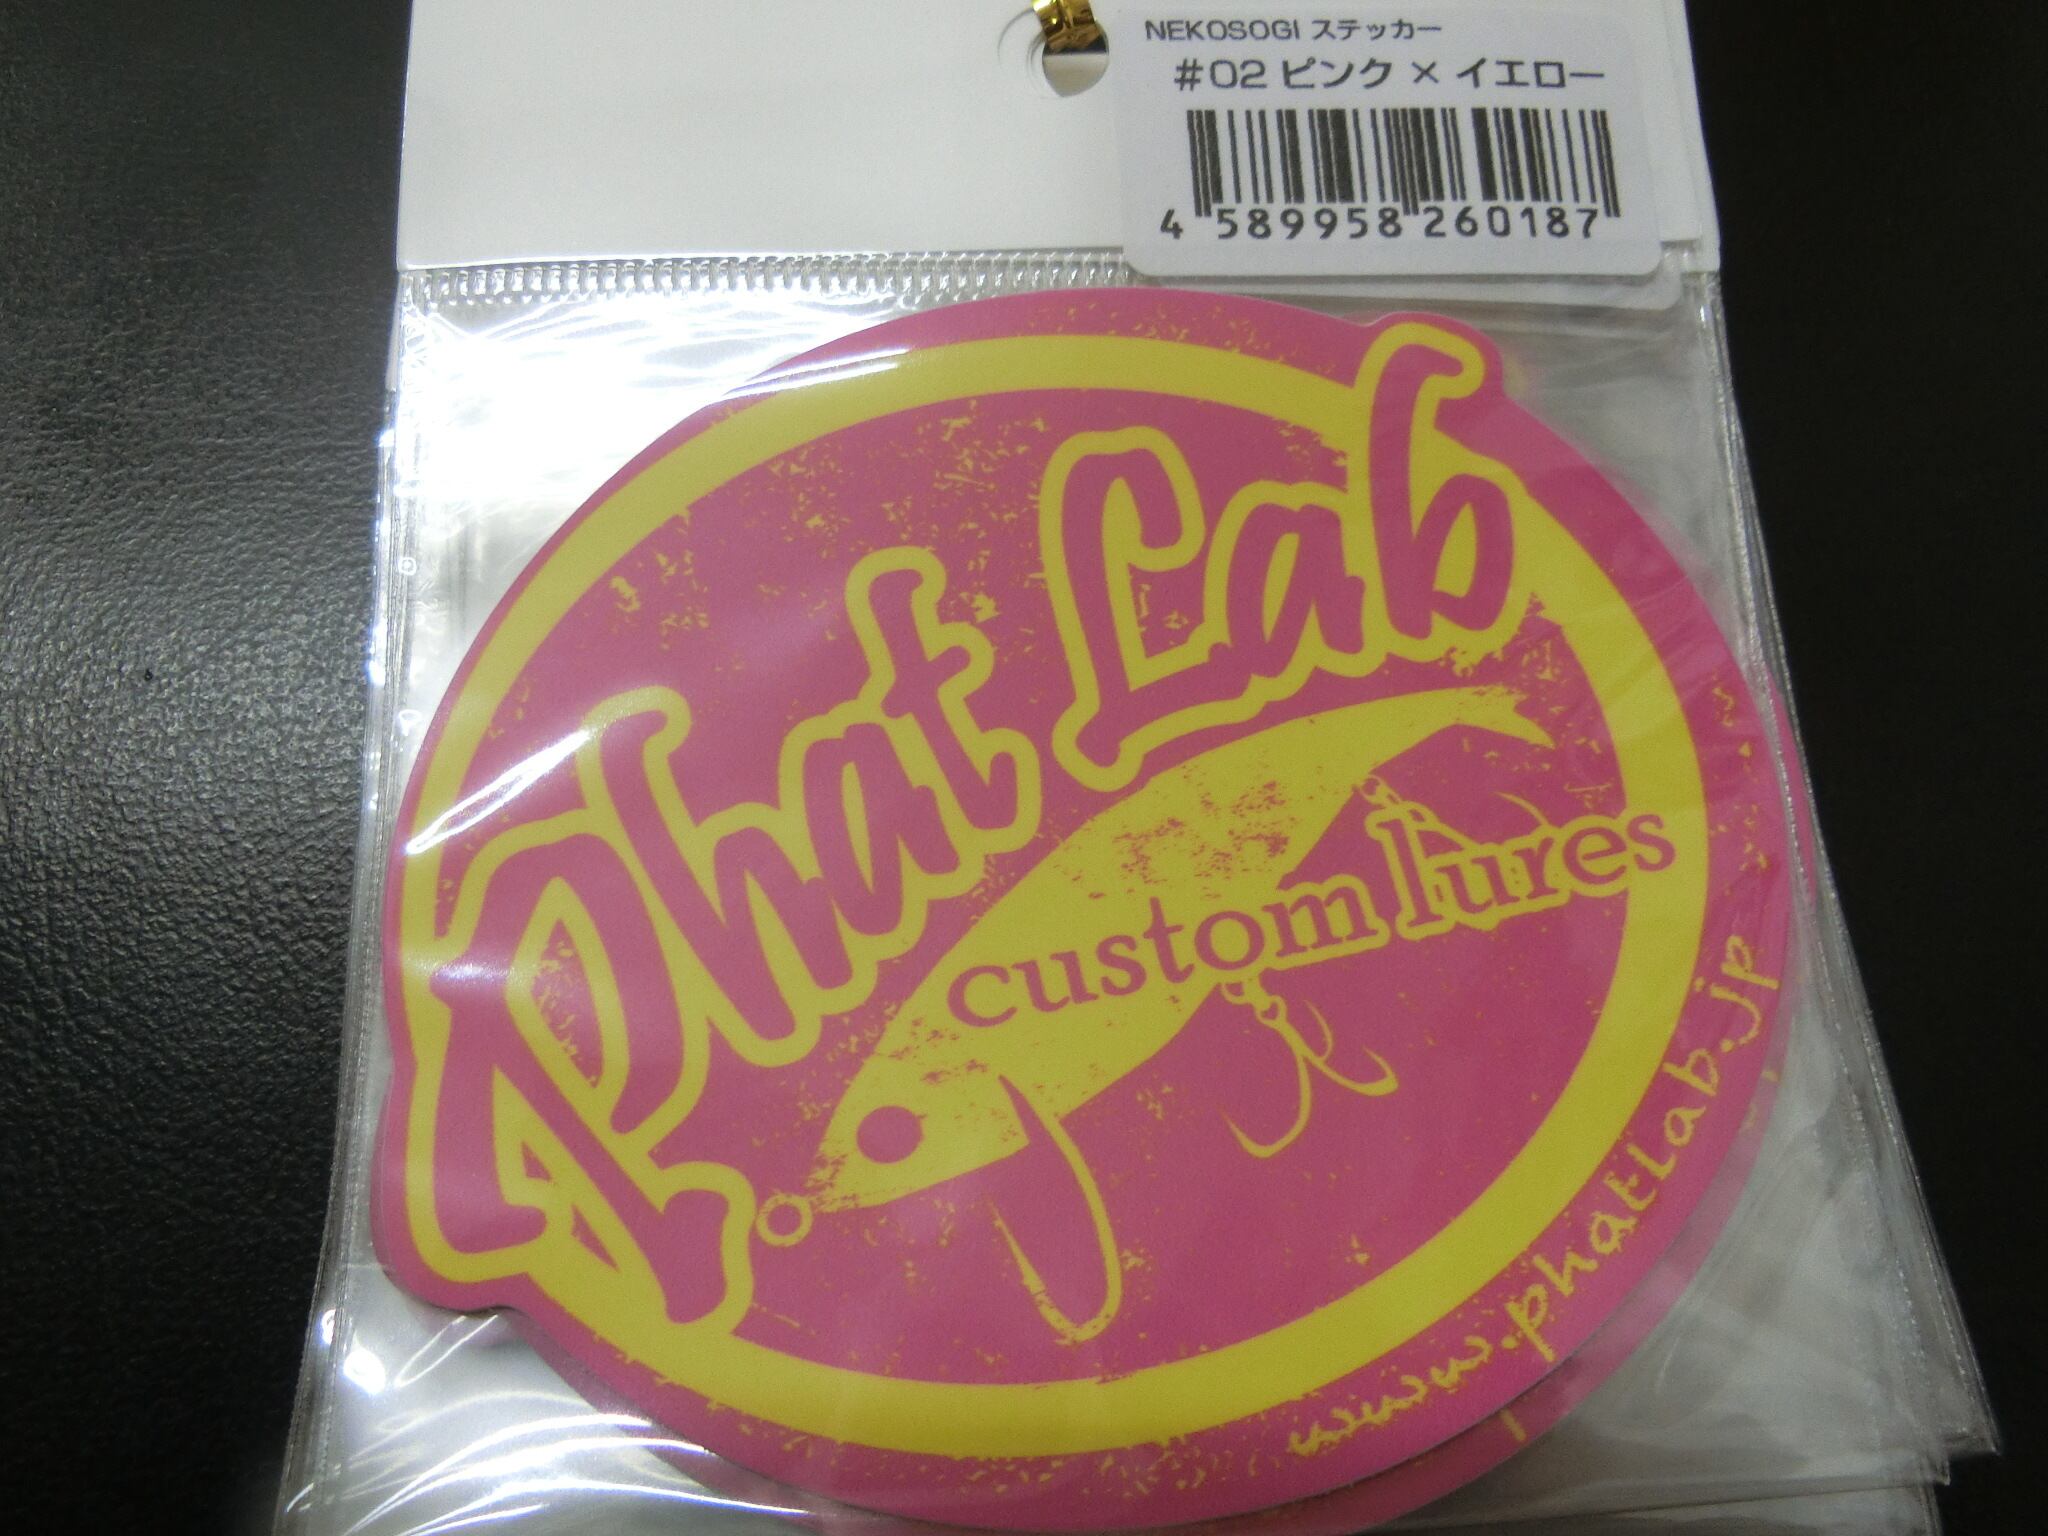 NEKOSOGI ステッカー
#02 ピンク × イエロー
4 589958 260187
Phat Lab
custom lures
www.phatLab.jp